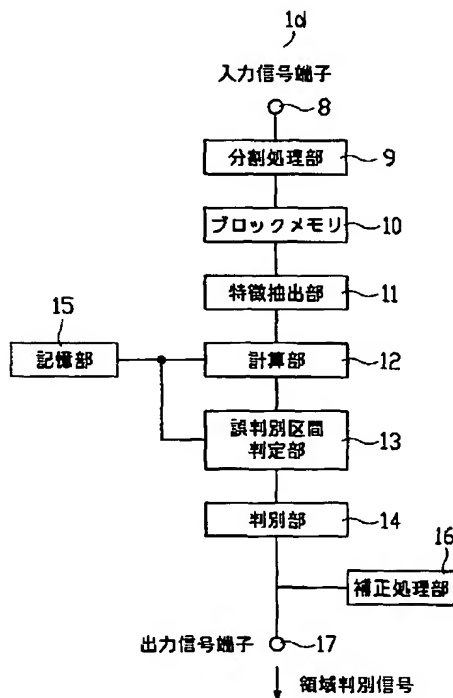 1d
入力信号端子
8
分割処理部
9
ブロックメモリ
10
特徴抽出部
11
15
記憶部
計算部
12
誤判別区間
判定部
13
判別部
14
16
補正処理部
出力信号端子
17
領域判別信号